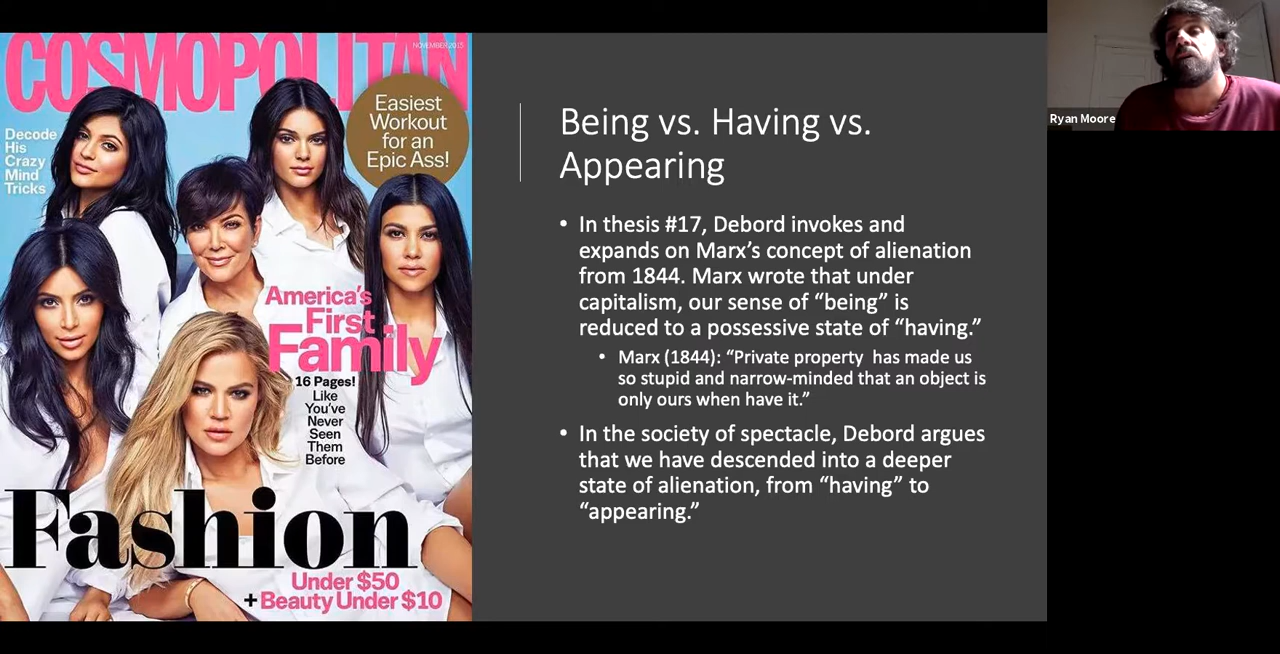 COSMOPOLITAN
NOVEMBER 2015
Easiest
Workout
for an
Epic Ass!
Decode
His
Crazy
Mind
Tricks
America's
First
Family
16 Pages!
Like
You've
Never
Seen
Them
Before
Fashion
Under $50
+ Beauty Under $10
Being vs. Having vs.
Appearing
• In thesis #17, Debord invokes and
expands on Marx's concept of alienation
from 1844. Marx wrote that under
capitalism, our sense of “being” is
reduced to a possessive state of “having.”
• Marx (1844): “Private property has made us
so stupid and narrow-minded that an object is
only ours when have it.”
• In the society of spectacle, Debord argues
that we have descended into a deeper
state of alienation, from “having” to
“appearing.”
Ryan Moore